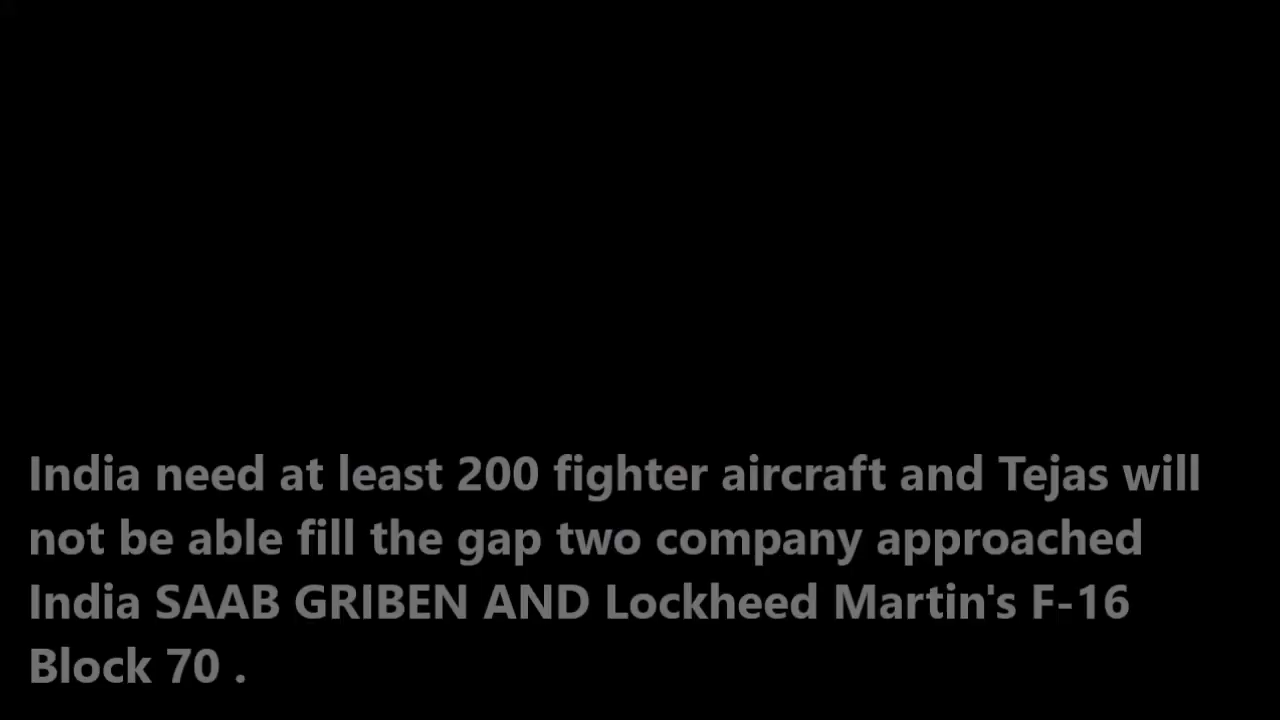 India need at least 200 fighter aircraft and Tejas will
not be able fill the gap two company approached
India SAAB GRIBEN AND Lockheed Martin's F-16
Block 70 .